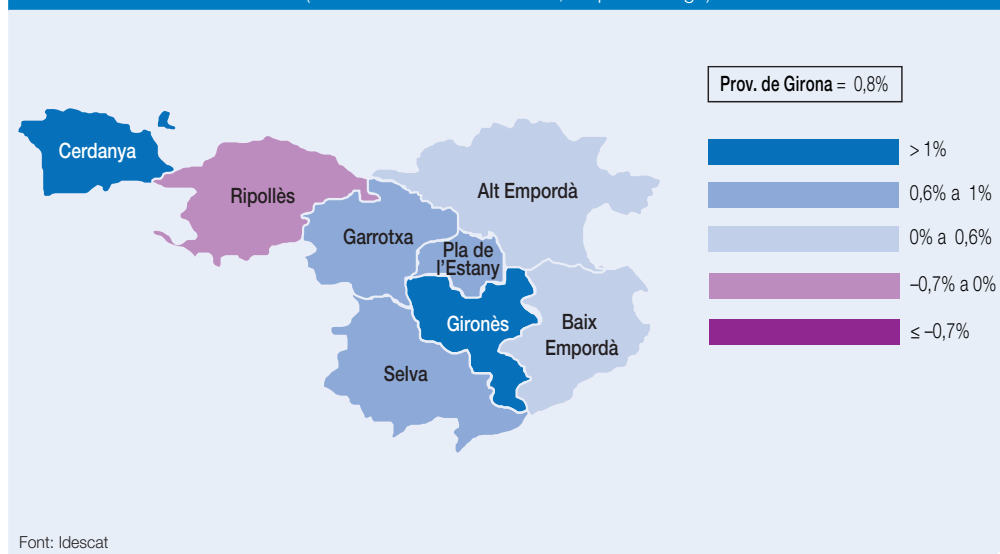 Prov. de Girona = 0,8%
> 1%
0,6% a 1%
0% a 0,6%
–0,7% a 0%
≤ –0,7%
Cerdanya
Ripollès
Alt Empordà
Garrotxa
Pla de
l'Estany
Gironès
Baix
Empordà
Selva
Font: Idescat